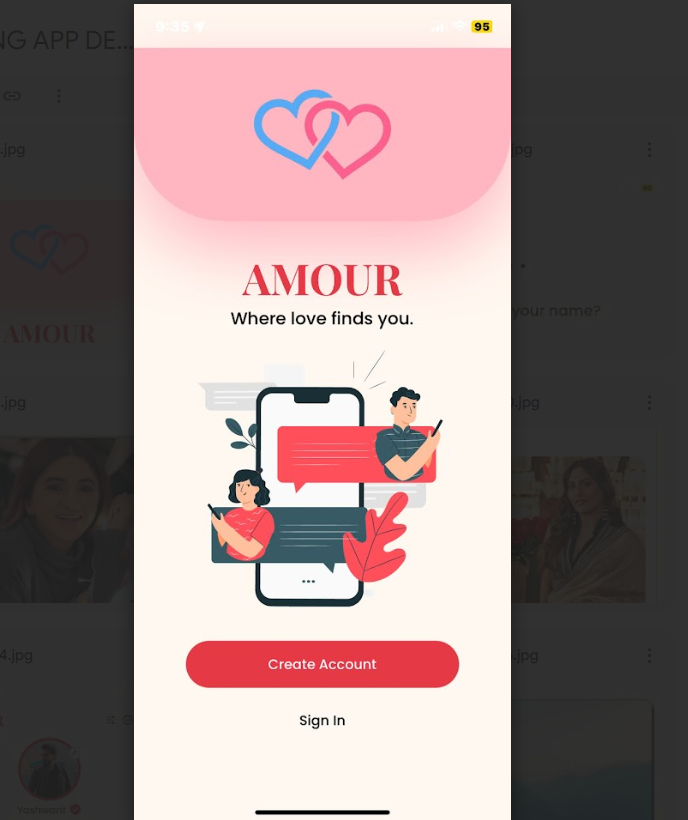 NG APP DE...
9:35
95
.jpg
.jpg
AMOUR
AMOUR
Where love finds you.
your name?
.jpg
.jpg
4.jpg
.jpg
Create Account
Sign In
Yashwant